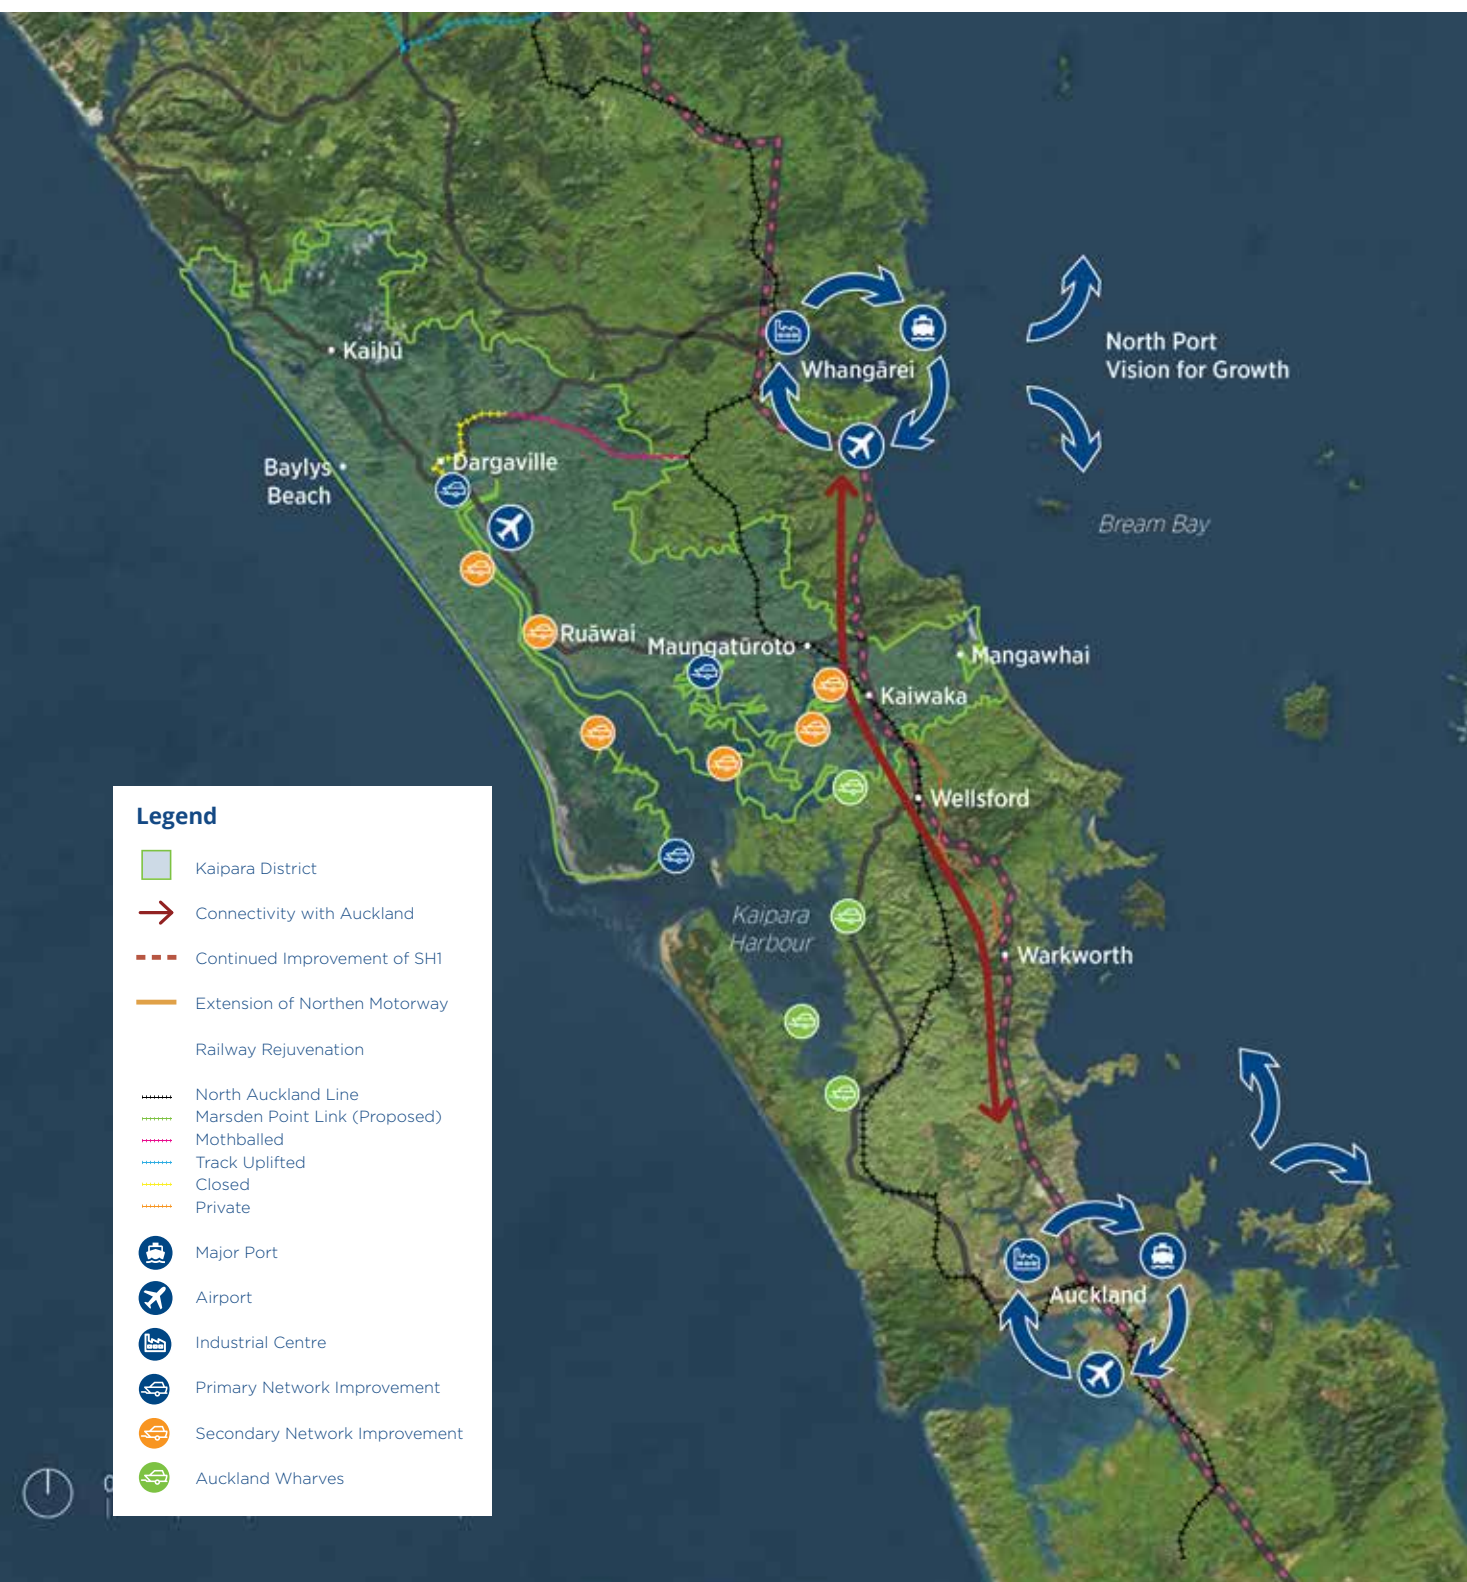 Kaihū
Whangārei
North Port
Vision for Growth
Baylys
Beach
Dargaville
Bream Bay
Ruāwai
Maungatūroto
Mangawhai
Kaiwaka
Wellsford
Kaipara
Harbour
Warkworth
Auckland
Legend
Kaipara District
Connectivity with Auckland
Continued Improvement of SH1
Extension of Northen Motorway
Railway Rejuvenation
North Auckland Line
Marsden Point Link (Proposed)
Mothballed
Track Uplifted
Closed
Private
Major Port
Airport
Industrial Centre
Primary Network Improvement
Secondary Network Improvement
Auckland Wharves
0